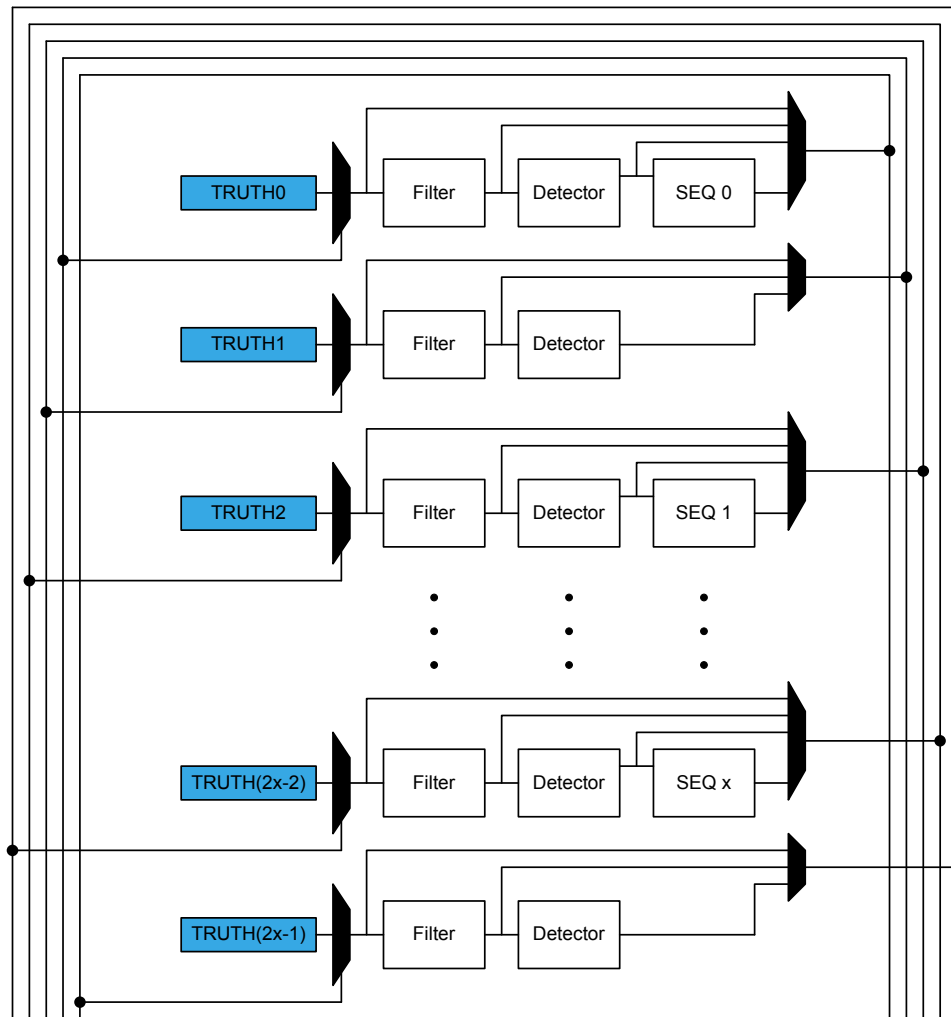 TRUTH0
Filter
Detector
SEQ 0
TRUTH1
Filter
Detector
TRUTH2
Filter
Detector
SEQ 1
TRUTH(2x-2)
Filter
Detector
SEQ x
TRUTH(2x-1)
Filter
Detector